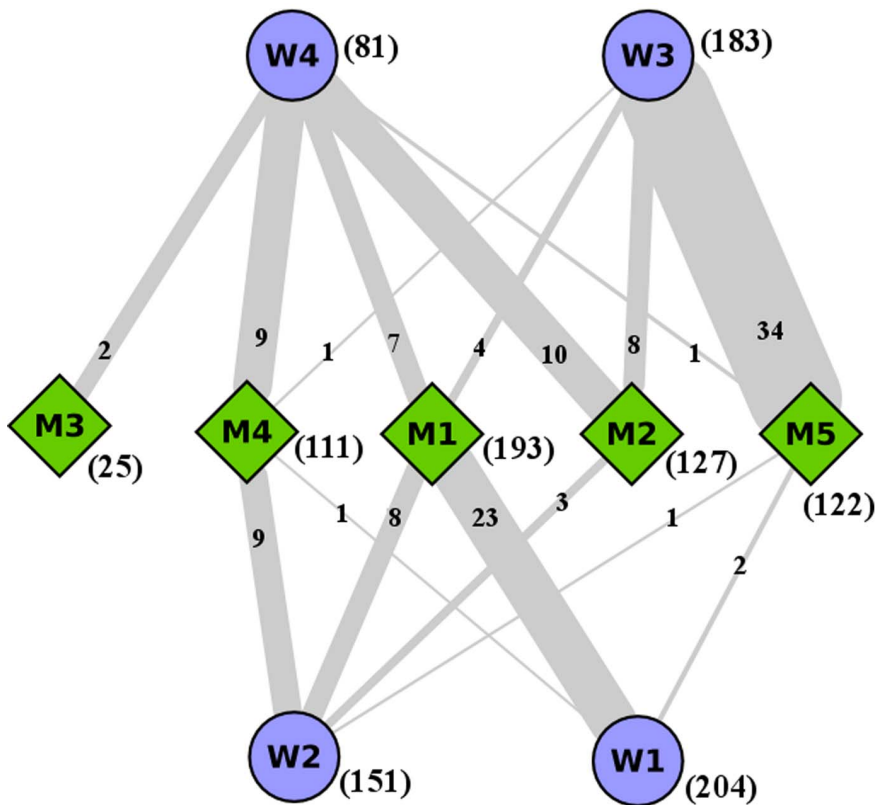 W4 (81)
W3 (183)
2
9
1
7
4
10
8
1
34
M3 (25)
M4 (111)
M1 (193)
M2 (127)
M5 (122)
9
1
8
23
3
1
2
W2 (151)
W1 (204)